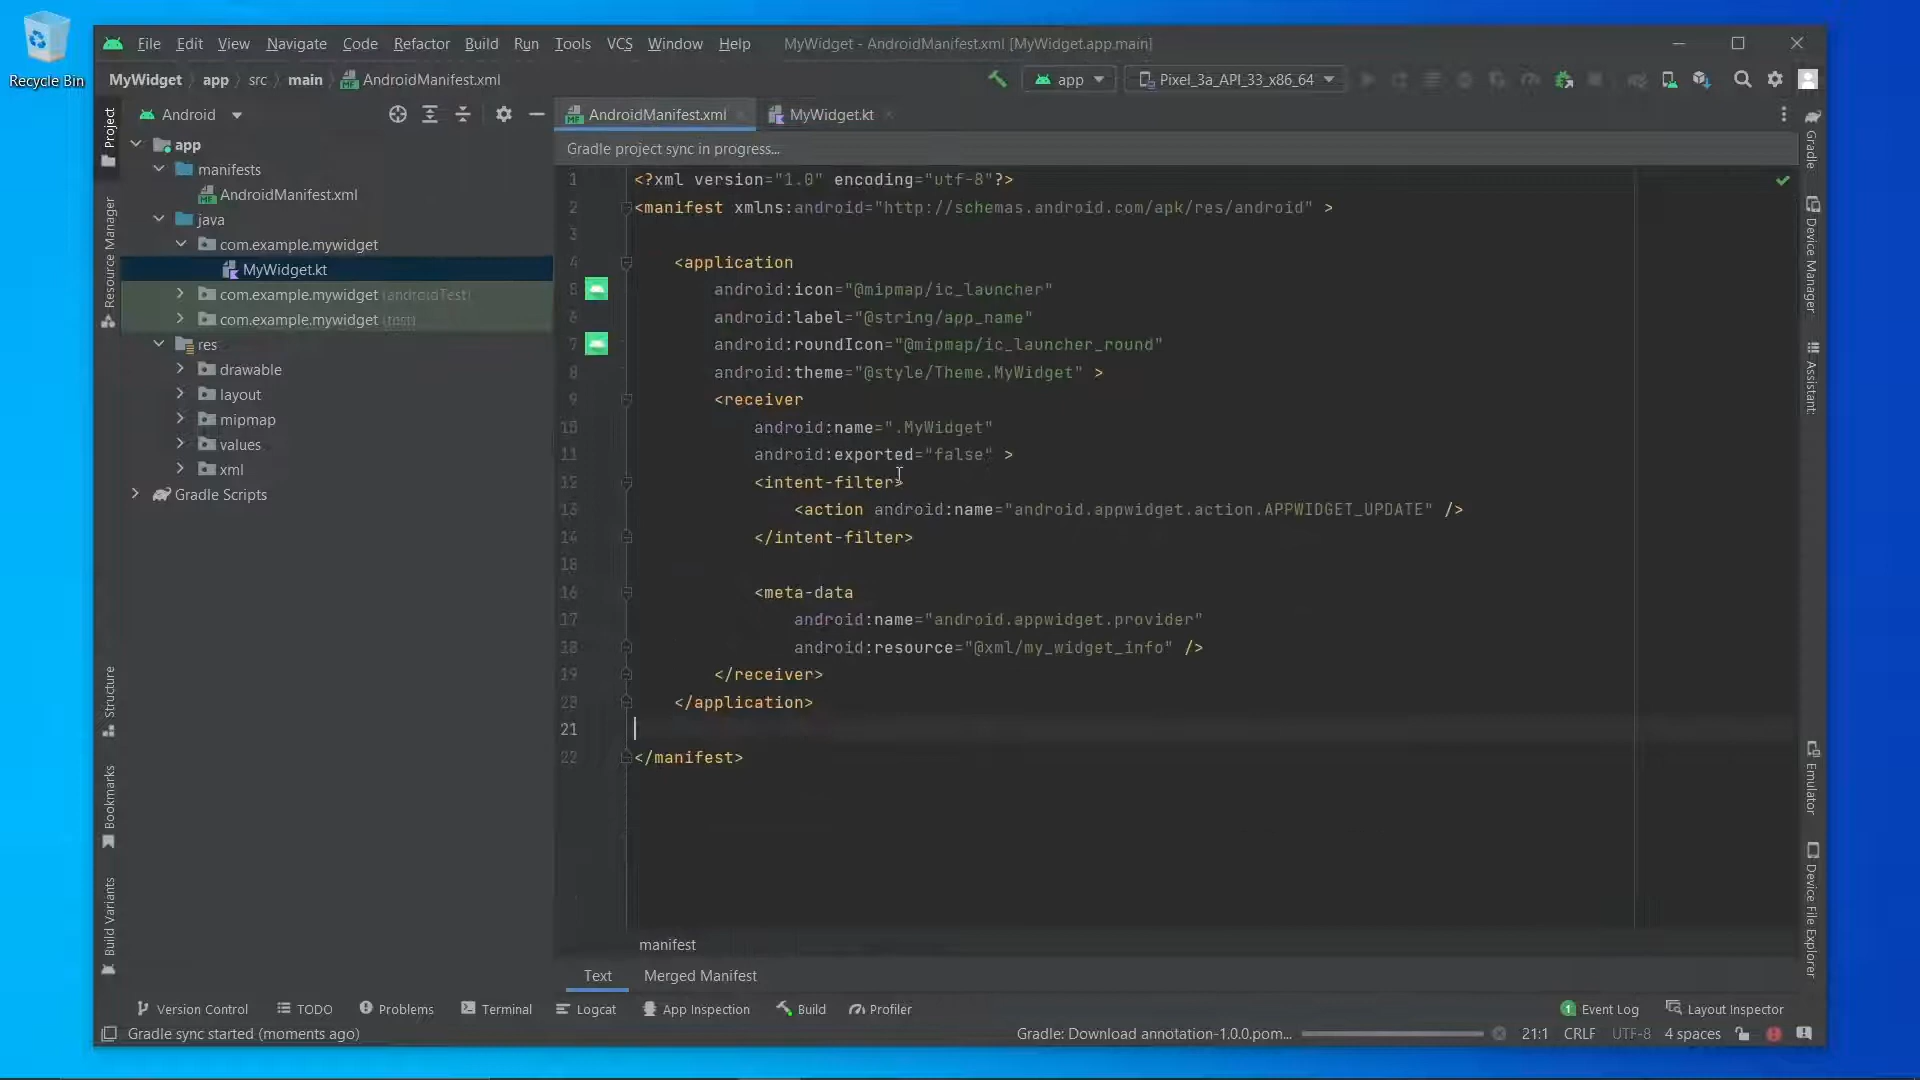 Recycle Bin
File Edit View Navigate Code Refactor Build Run Tools VCS Window Help MyWidget - AndroidManifest.xml [MyWidget.app.main]
MyWidget app src main AndroidManifest.xml
app Pixel_3a_API_33_x86_64
Android
AndroidManifest.xml MyWidget.kt
Gradle project sync in progress...
app
manifests
AndroidManifest.xml
java
com.example.mywidget
MyWidget.kt
com.example.mywidget (androidTest)
com.example.mywidget (test)
res
drawable
layout
mipmap
values
xml
Gradle Scripts
1 <?xml version="1.0" encoding="utf-8"?>
2 <manifest xmlns:android="http://schemas.android.com/apk/res/android" >
3
4 <application
5 android:icon="@mipmap/ic_launcher"
6 android:label="@string/app_name"
7 android:roundIcon="@mipmap/ic_launcher_round"
8 android:theme="@style/Theme.MyWidget" >
9 <receiver
10 android:name=".MyWidget"
11 android:exported="false" >
12 <intent-filter>
13 <action android:name="android.appwidget.action.APPWIDGET_UPDATE" />
14 </intent-filter>
15
16 <meta-data
17 android:name="android.appwidget.provider"
18 android:resource="@xml/my_widget_info" />
19 </receiver>
20 </application>
21
22 </manifest>
manifest
Text Merged Manifest
Project
Resource Manager
Structure
Bookmarks
Build Variants
Gradle
Device Manager
Assistant:
Emulator
Device File Explorer
Version Control TODO Problems Terminal Logcat App Inspection Build Profiler 1 Event Log Layout Inspector
Gradle sync started (moments ago) Gradle: Download annotation-1.0.0.pom... 21:1 CRLF UTF-8 4 spaces